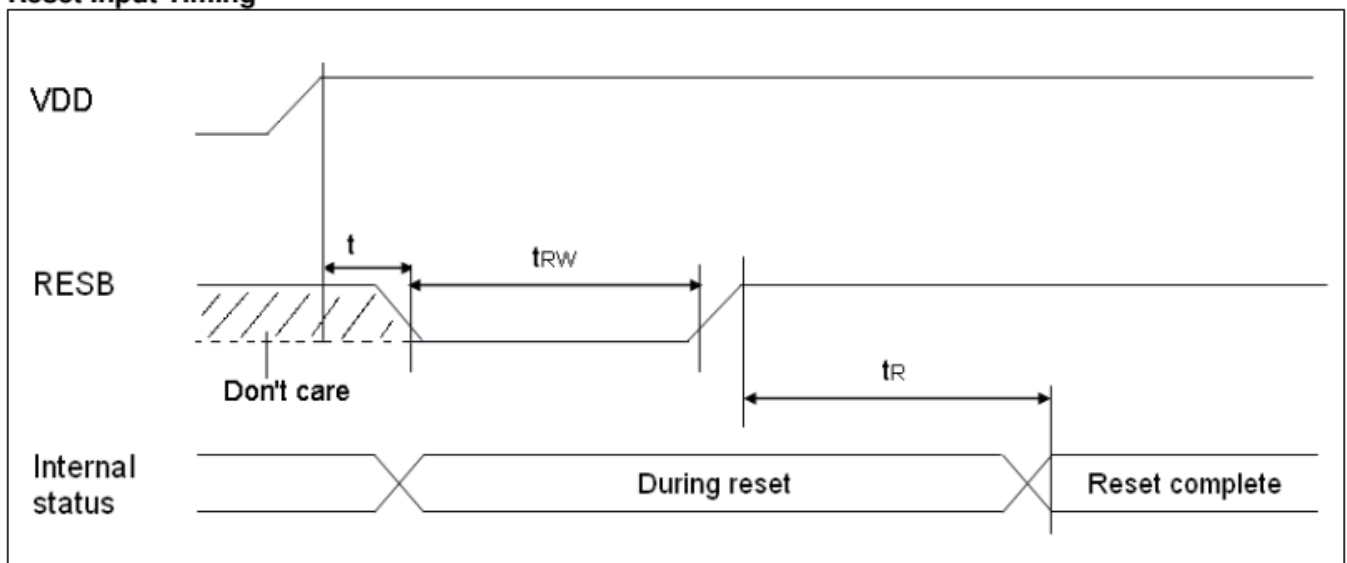 Reset Input Timing
VDD
t
tRW
RESB
Don't care
tR
Internal
status
During reset
Reset complete